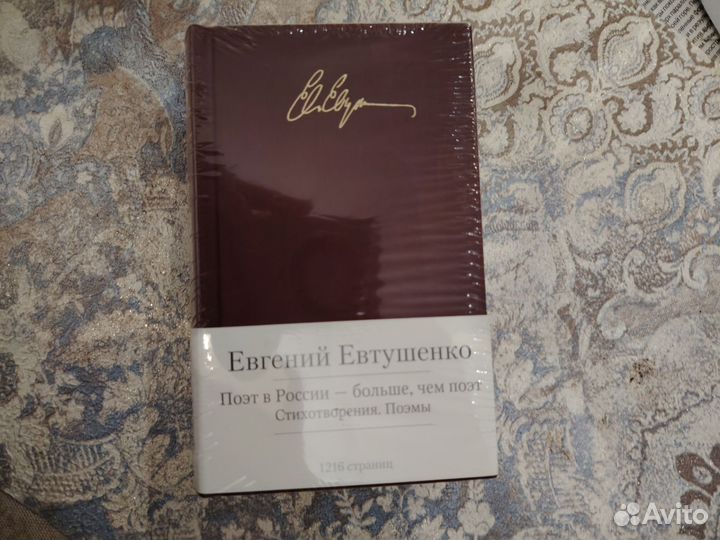 Евгений Евтушенко
Поэт в России — больше, чем поэт
Стихотворения. Поэмы
1216 страниц
Avito